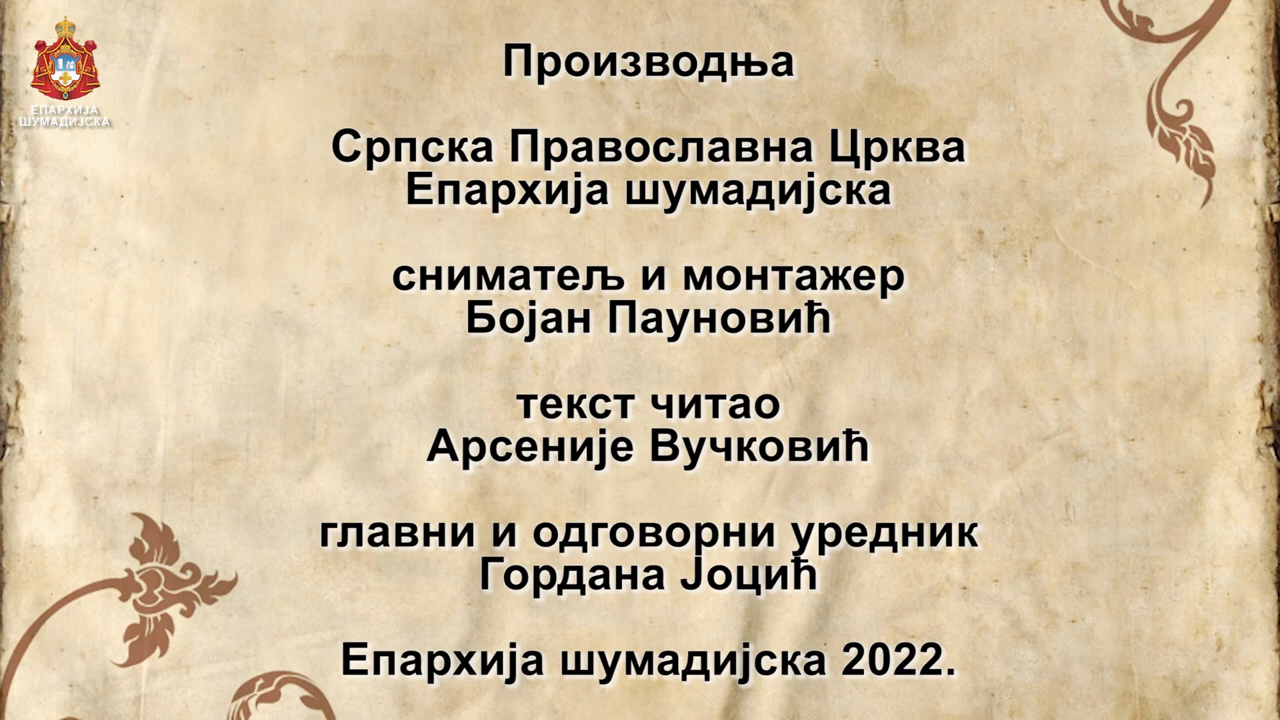 ЕПАРХИЈА
ШУМАДИЈСКА
Производња
Српска Православна Црква
Епархија шумадијска
сниматељ и монтажер
Бојан Пауновић
текст читао
Арсеније Вучковић
главни и одговорни уредник
Гордана Јоцић
Епархија шумадијска 2022.